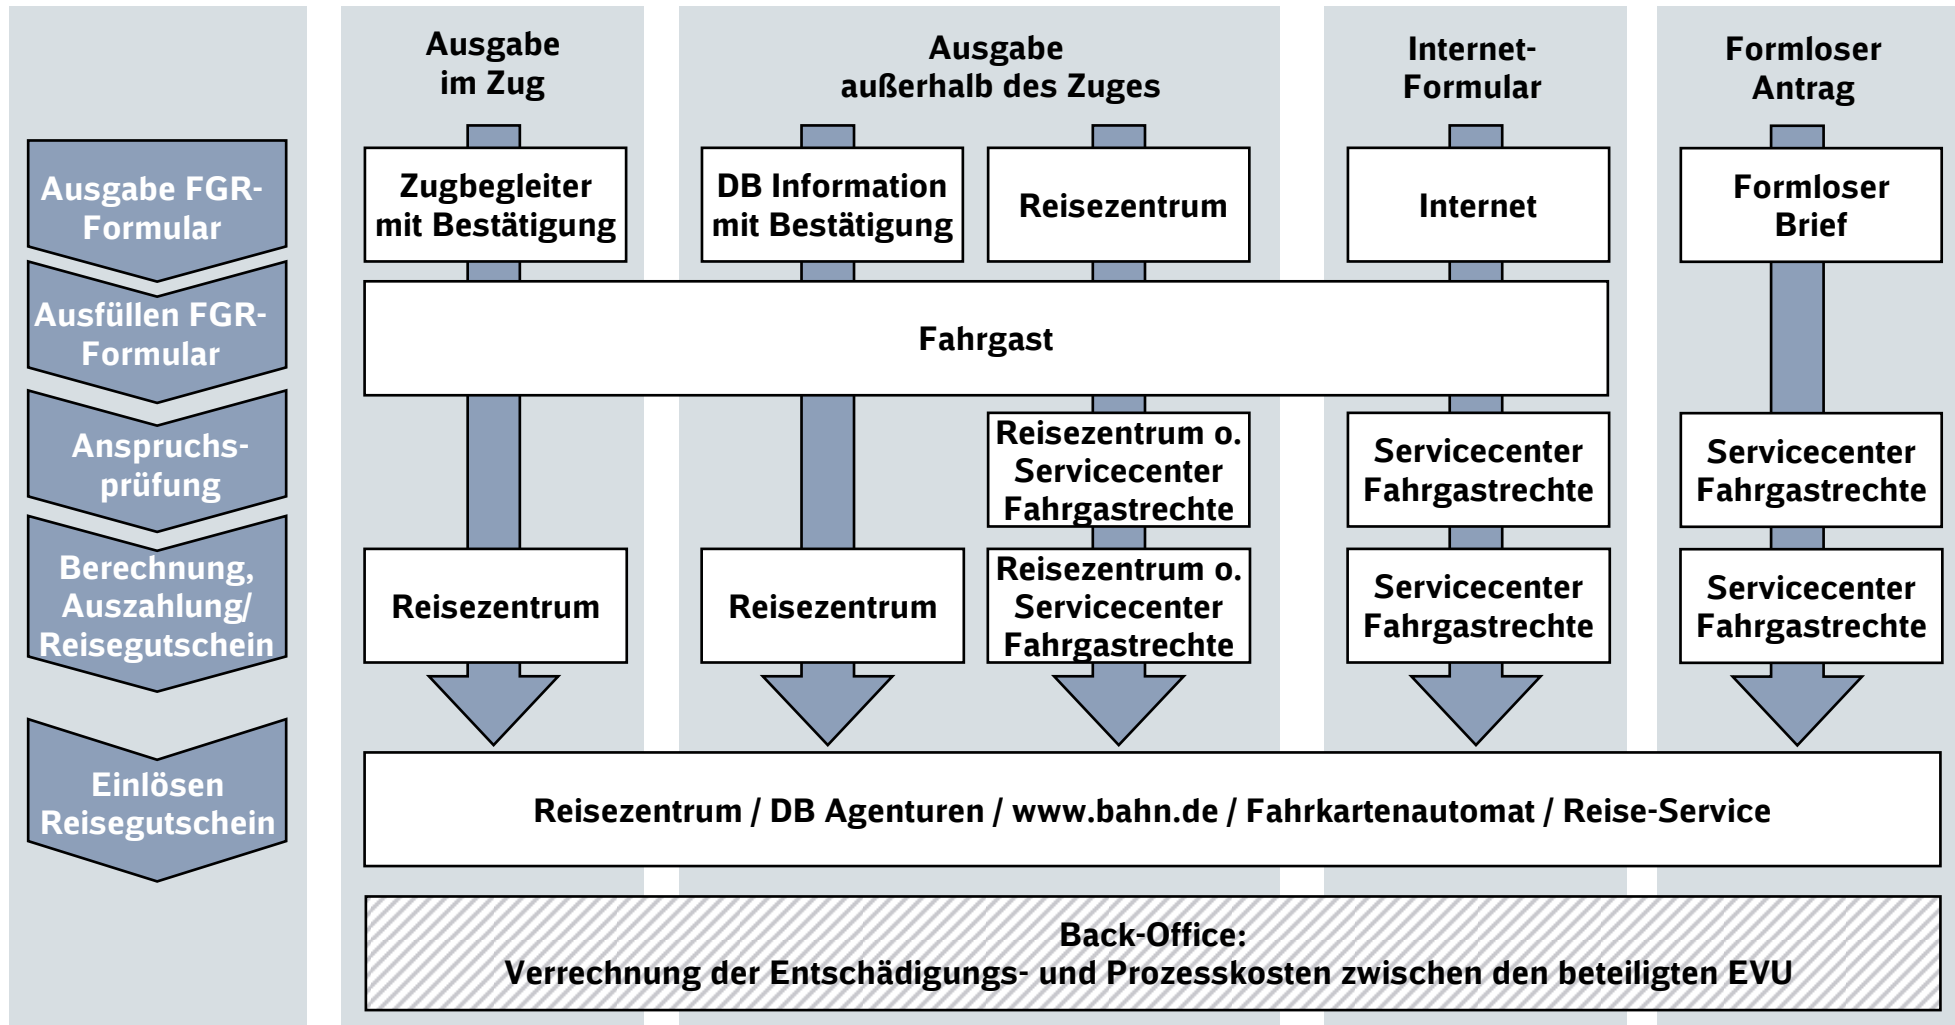 Ausgabe
im Zug
Ausgabe
außerhalb des Zuges
Internet-
Formular
Formloser
Antrag
Ausgabe FGR-
Formular
Zugbegleiter
mit Bestätigung
DB Information
mit Bestätigung
Reisezentrum
Internet
Formloser
Brief
Ausfüllen FGR-
Formular
Fahrgast
Anspruchs-
prüfung
Reisezentrum o.
Servicecenter
Fahrgastrechte
Servicecenter
Fahrgastrechte
Servicecenter
Fahrgastrechte
Berechnung,
Auszahlung/
Reisegutschein
Reisezentrum
Reisezentrum
Reisezentrum o.
Servicecenter
Fahrgastrechte
Servicecenter
Fahrgastrechte
Servicecenter
Fahrgastrechte
Einlösen
Reisegutschein
Reisezentrum / DB Agenturen / www.bahn.de / Fahrkartenautomat / Reise-Service
Back-Office:
Verrechnung der Entschädigungs- und Prozesskosten zwischen den beteiligten EVU